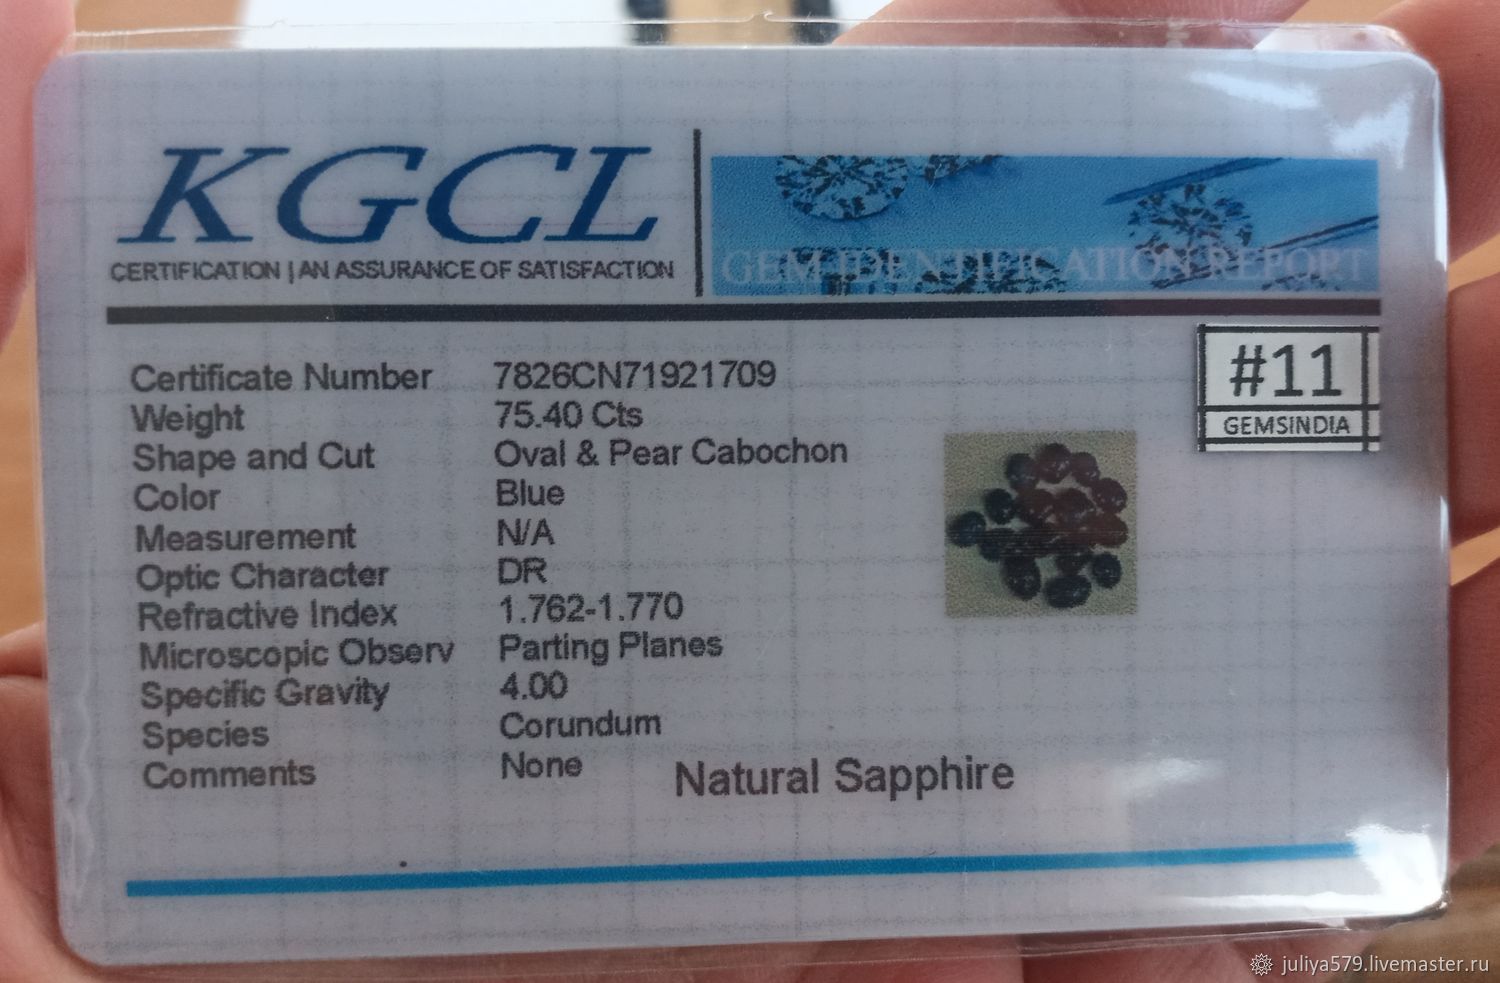 KGCL
CERTIFICATION | AN ASSURANCE OF SATISFACTION
GEM IDENTIFICATION REPORT
#11
GEMSINDIA
Certificate Number 7826CN71921709
Weight 75.40 Cts
Shape and Cut Oval & Pear Cabochon
Color Blue
Measurement N/A
Optic Character DR
Refractive Index 1.762-1.770
Microscopic Observ Parting Planes
Specific Gravity 4.00
Species Corundum
Comments None
Natural Sapphire
juliya579.livemaster.ru